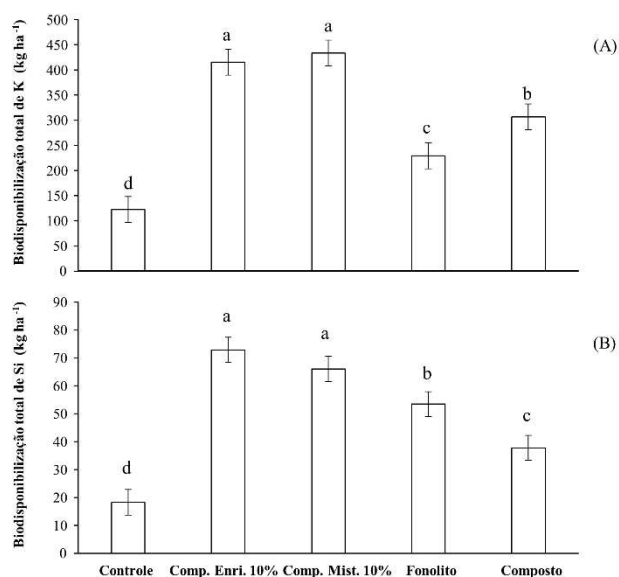 Biodisponibilização total de K (kg ha⁻¹)
500
450
400
350
300
250
200
150
100
50
0
d
a
a
c
b
(A)
Biodisponibilização total de Si (kg ha⁻¹)
90
80
70
60
50
40
30
20
10
0
d
a
a
b
c
(B)
Controle Comp. Enri. 10% Comp. Mist. 10% Fonolito Composto